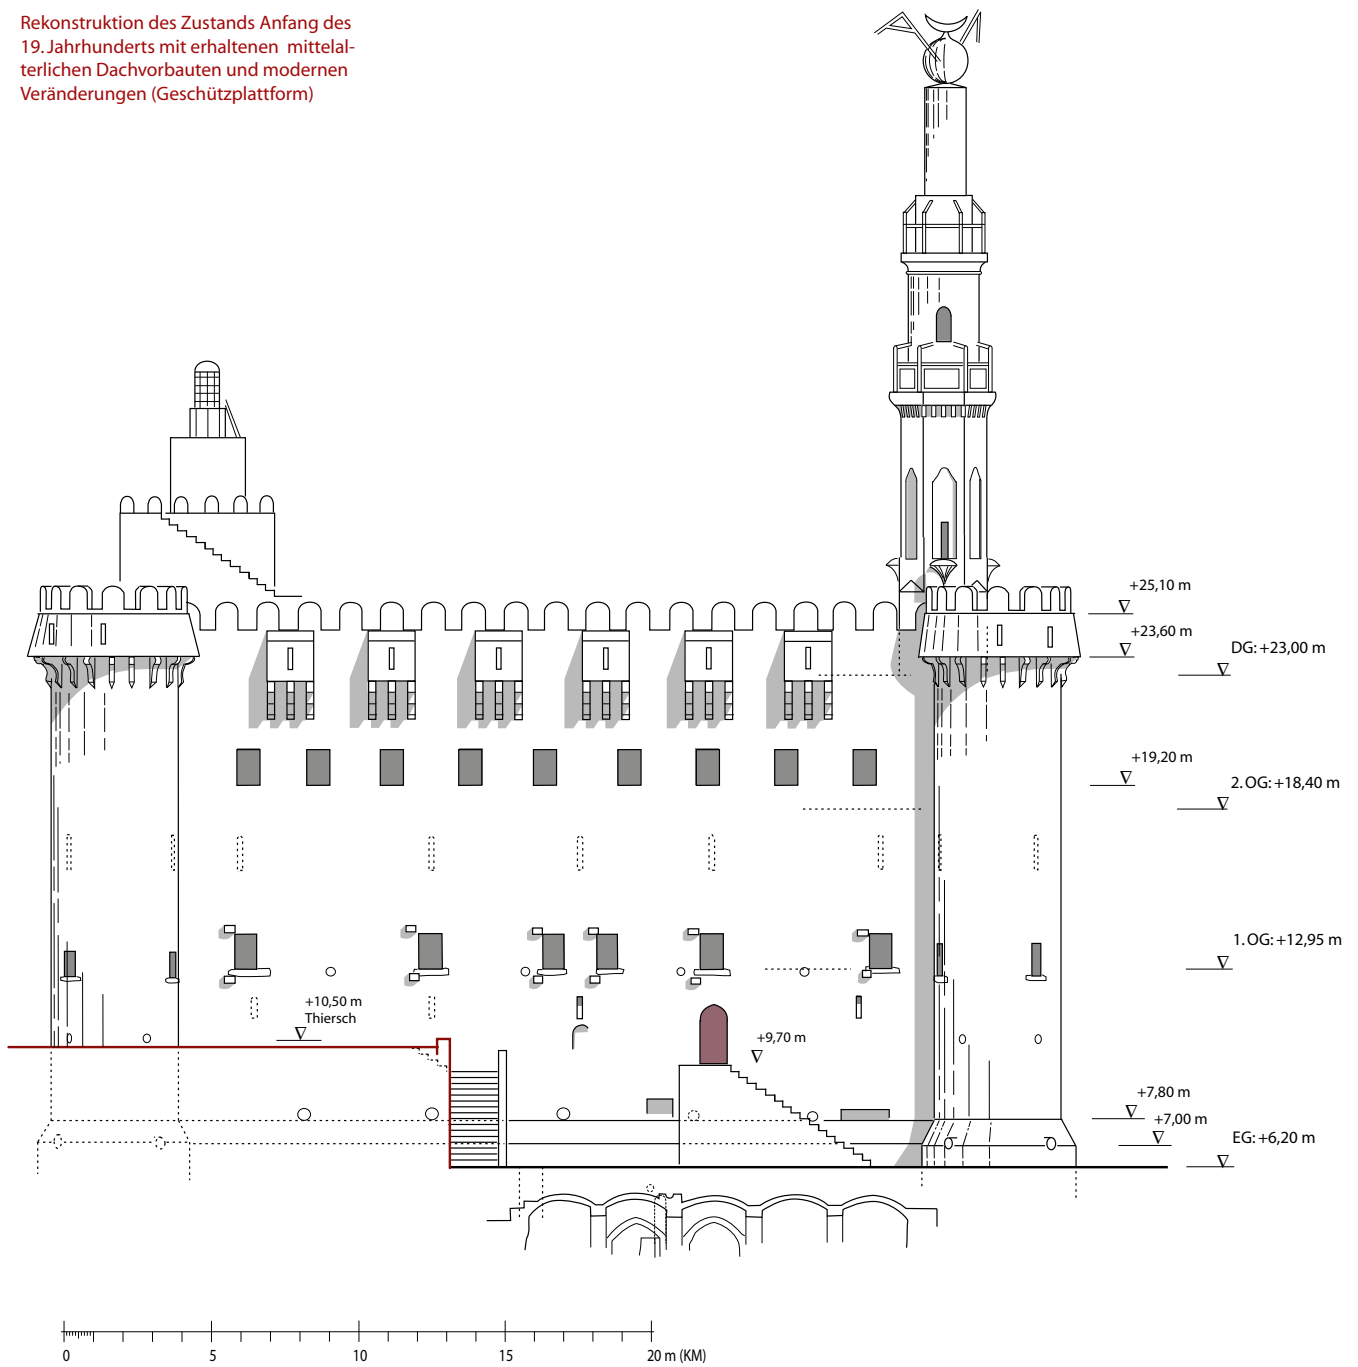 Rekonstruktion des Zustands Anfang des
19. Jahrhunderts mit erhaltenen mittelal-
terlichen Dachvorbauten und modernen
Veränderungen (Geschützplattform)
+25,10 m
+23,60 m
DG: +23,00 m
+19,20 m
2. OG: +18,40 m
1. OG: +12,95 m
+10,50 m
Thiersch
+9,70 m
+7,80 m
+7,00 m
EG: +6,20 m
0 5 10 15 20 m (KM)